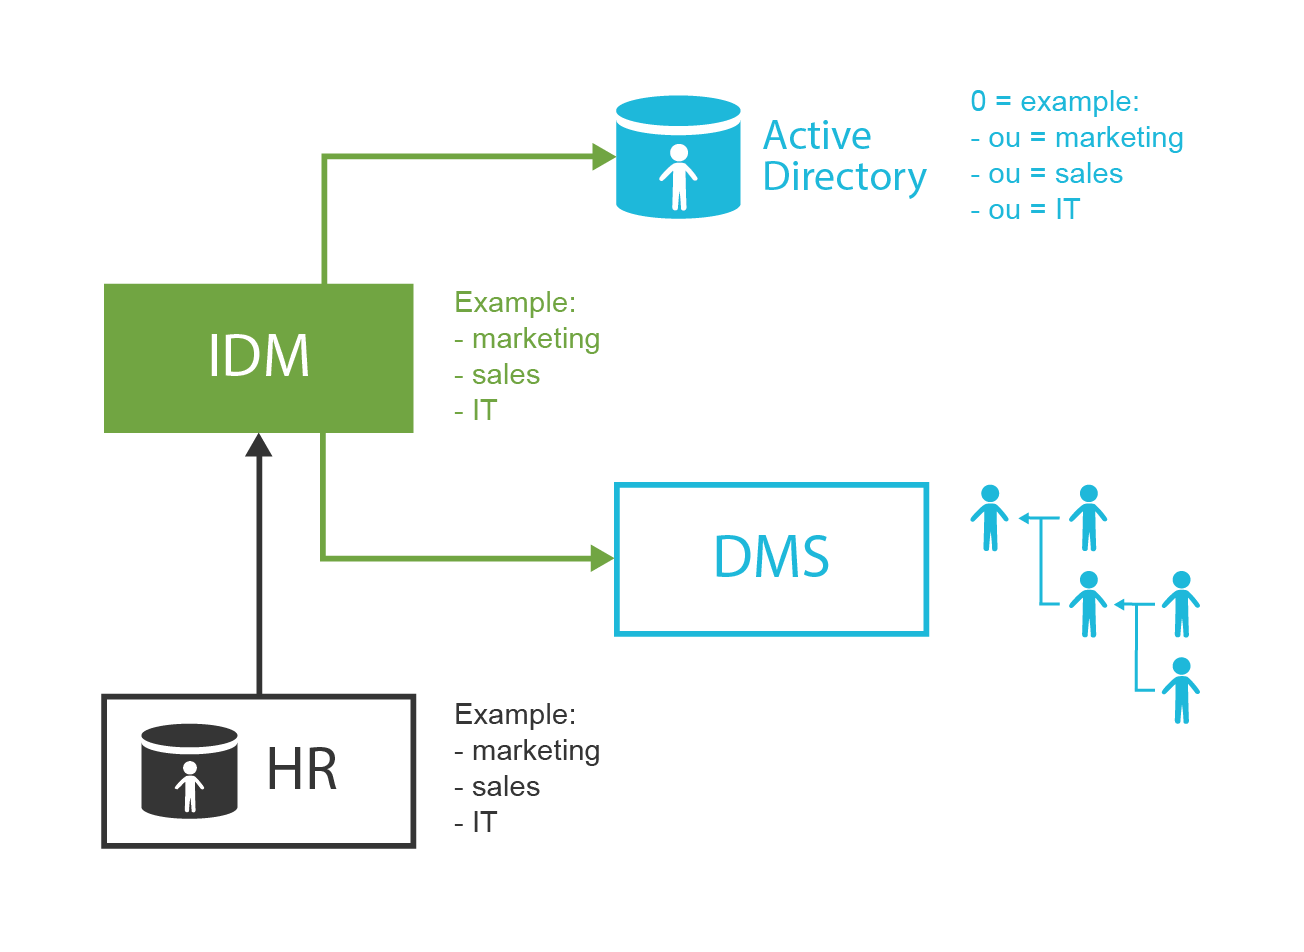 Active
Directory
0 = example:
- ou = marketing
- ou = sales
- ou = IT
IDM
Example:
- marketing
- sales
- IT
DMS
HR
Example:
- marketing
- sales
- IT